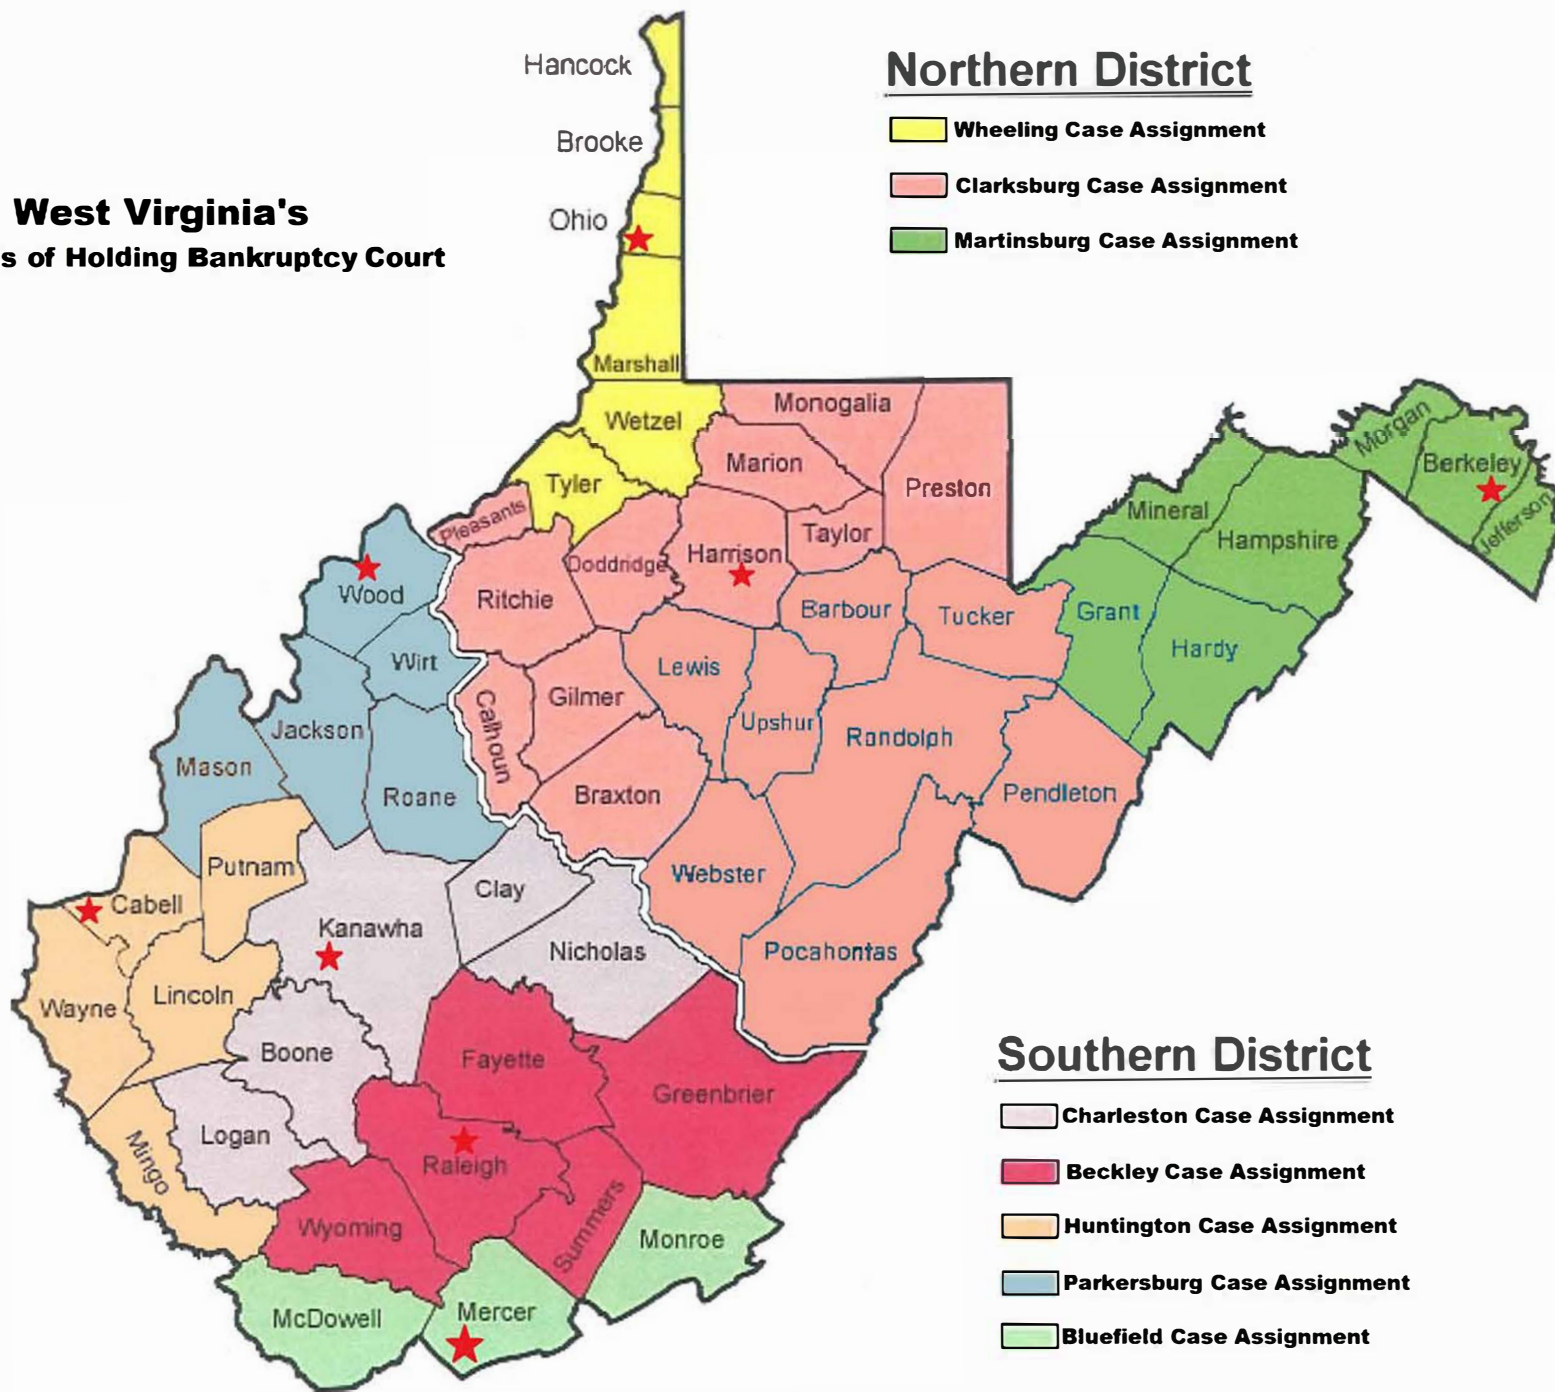 West Virginia's
s of Holding Bankruptcy Court
Northern District
Wheeling Case Assignment
Clarksburg Case Assignment
Martinsburg Case Assignment
Hancock
Brooke
Ohio
Marshall
Wetzel
Tyler
Monogalia
Marion
Preston
Pleasants
Doddridge
Harrison
Taylor
Ritchie
Barbour
Tucker
Lewis
Upshur
Gilmer
Calhoun
Braxton
Randolph
Webster
Pocahontas
Pendleton
Morgan
Berkeley
Jefferson
Mineral
Hampshire
Grant
Hardy
Wood
Wirt
Jackson
Mason
Roane
Putnam
Cabell
Kanawha
Clay
Nicholas
Wayne
Lincoln
Boone
Logan
Mingo
Fayette
Greenbrier
Raleigh
Wyoming
Summers
Monroe
McDowell
Mercer
Southern District
Charleston Case Assignment
Beckley Case Assignment
Huntington Case Assignment
Parkersburg Case Assignment
Bluefield Case Assignment